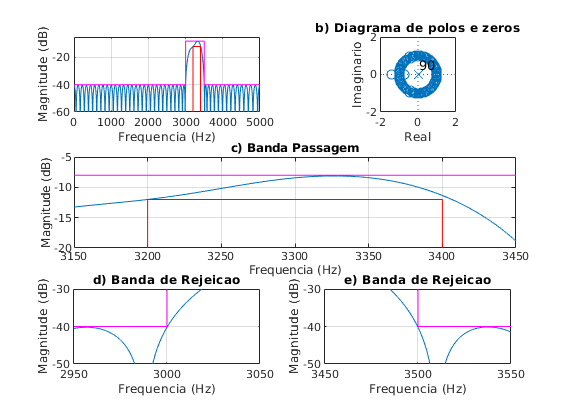 -20
-40
-60
Magnitude (dB)
0 1000 2000 3000 4000 5000
Frequencia (Hz)
b) Diagrama de polos e zeros
2
0
-2
Imaginario
90
-2 0 2
Real
c) Banda Passagem
-5
-10
-15
-20
Magnitude (dB)
3150 3200 3250 3300 3350 3400 3450
Frequencia (Hz)
d) Banda de Rejeicao
-30
-40
-50
Magnitude (dB)
2950 3000 3050
Frequencia (Hz)
e) Banda de Rejeicao
-30
-40
-50
Magnitude (dB)
3450 3500 3550
Frequencia (Hz)